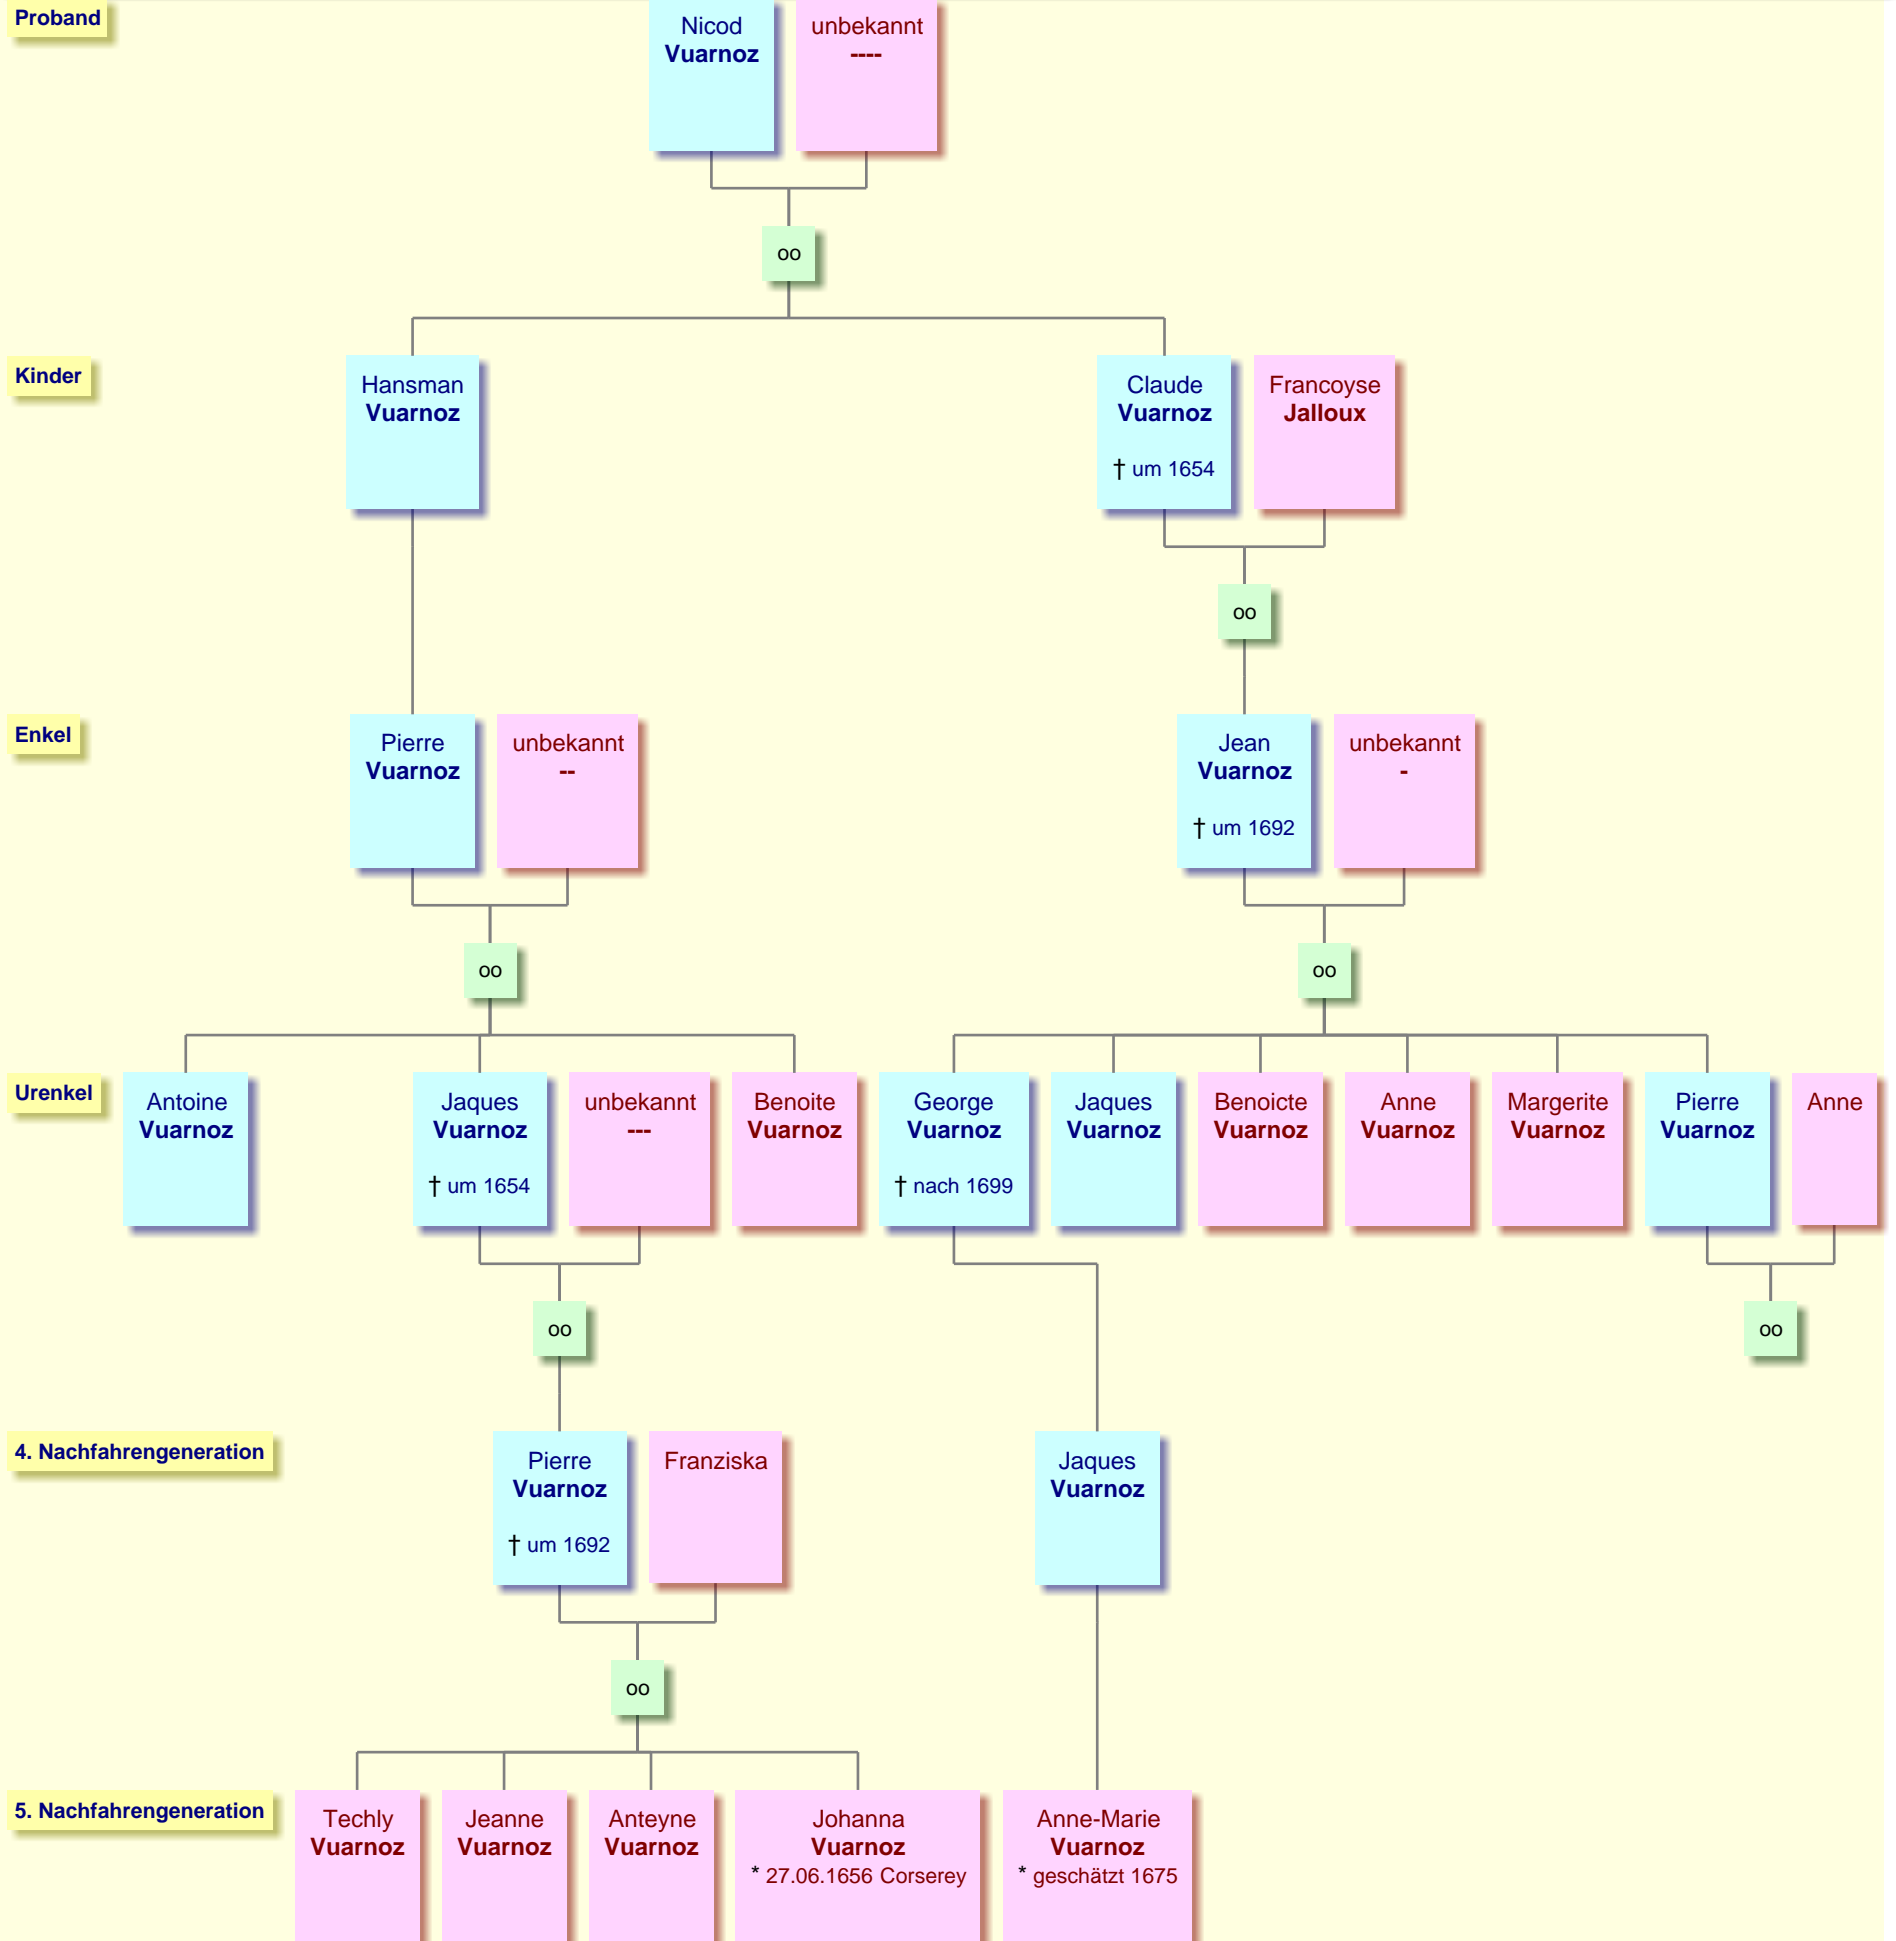 Proband
Nicod
Vuarnoz
unbekannt
----
oo
Kinder
Hansman
Vuarnoz
Claude
Vuarnoz
† um 1654
Francoyse
Jalloux
oo
Enkel
Pierre
Vuarnoz
unbekannt
--
Jean
Vuarnoz
† um 1692
unbekannt
-
oo
oo
Urenkel
Antoine
Vuarnoz
Jaques
Vuarnoz
† um 1654
unbekannt
---
Benoite
Vuarnoz
George
Vuarnoz
† nach 1699
Jaques
Vuarnoz
Benoicte
Vuarnoz
Anne
Vuarnoz
Margerite
Vuarnoz
Pierre
Vuarnoz
Anne
oo
oo
4. Nachfahrengeneration
Pierre
Vuarnoz
† um 1692
Franziska
Jaques
Vuarnoz
oo
5. Nachfahrengeneration
Techly
Vuarnoz
Jeanne
Vuarnoz
Anteyne
Vuarnoz
Johanna
Vuarnoz
* 27.06.1656 Corserey
Anne-Marie
Vuarnoz
* geschätzt 1675